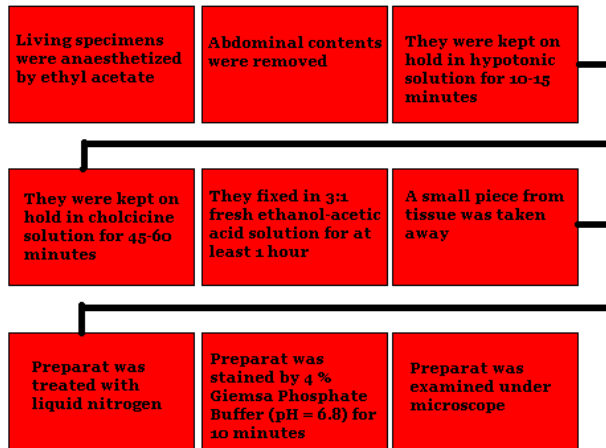 Living specimens
were anaesthetized
by ethyl acetate
Abdominal contents
were removed
They were kept on
hold in hypotonic
solution for 10-15
minutes
They were kept on
hold in cholcicine
solution for 45-60
minutes
They fixed in 3:1
fresh ethanol-acetic
acid solution for at
least 1 hour
A small piece from
tissue was taken
away
Preparat was
treated with
liquid nitrogen
Preparat was
stained by 4 %
Giemsa Phosphate
Buffer (pH = 6.8) for
10 minutes
Preparat was
examined under
microscope